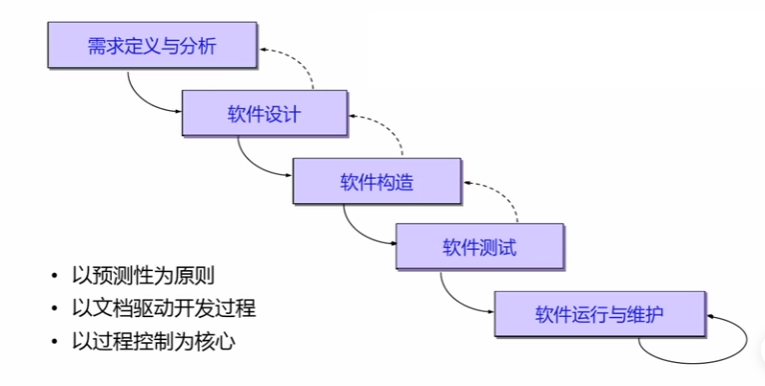 需求定义与分析
软件设计
软件构造
软件测试
软件运行与维护
• 以预测性为原则
• 以文档驱动开发过程
• 以过程控制为核心